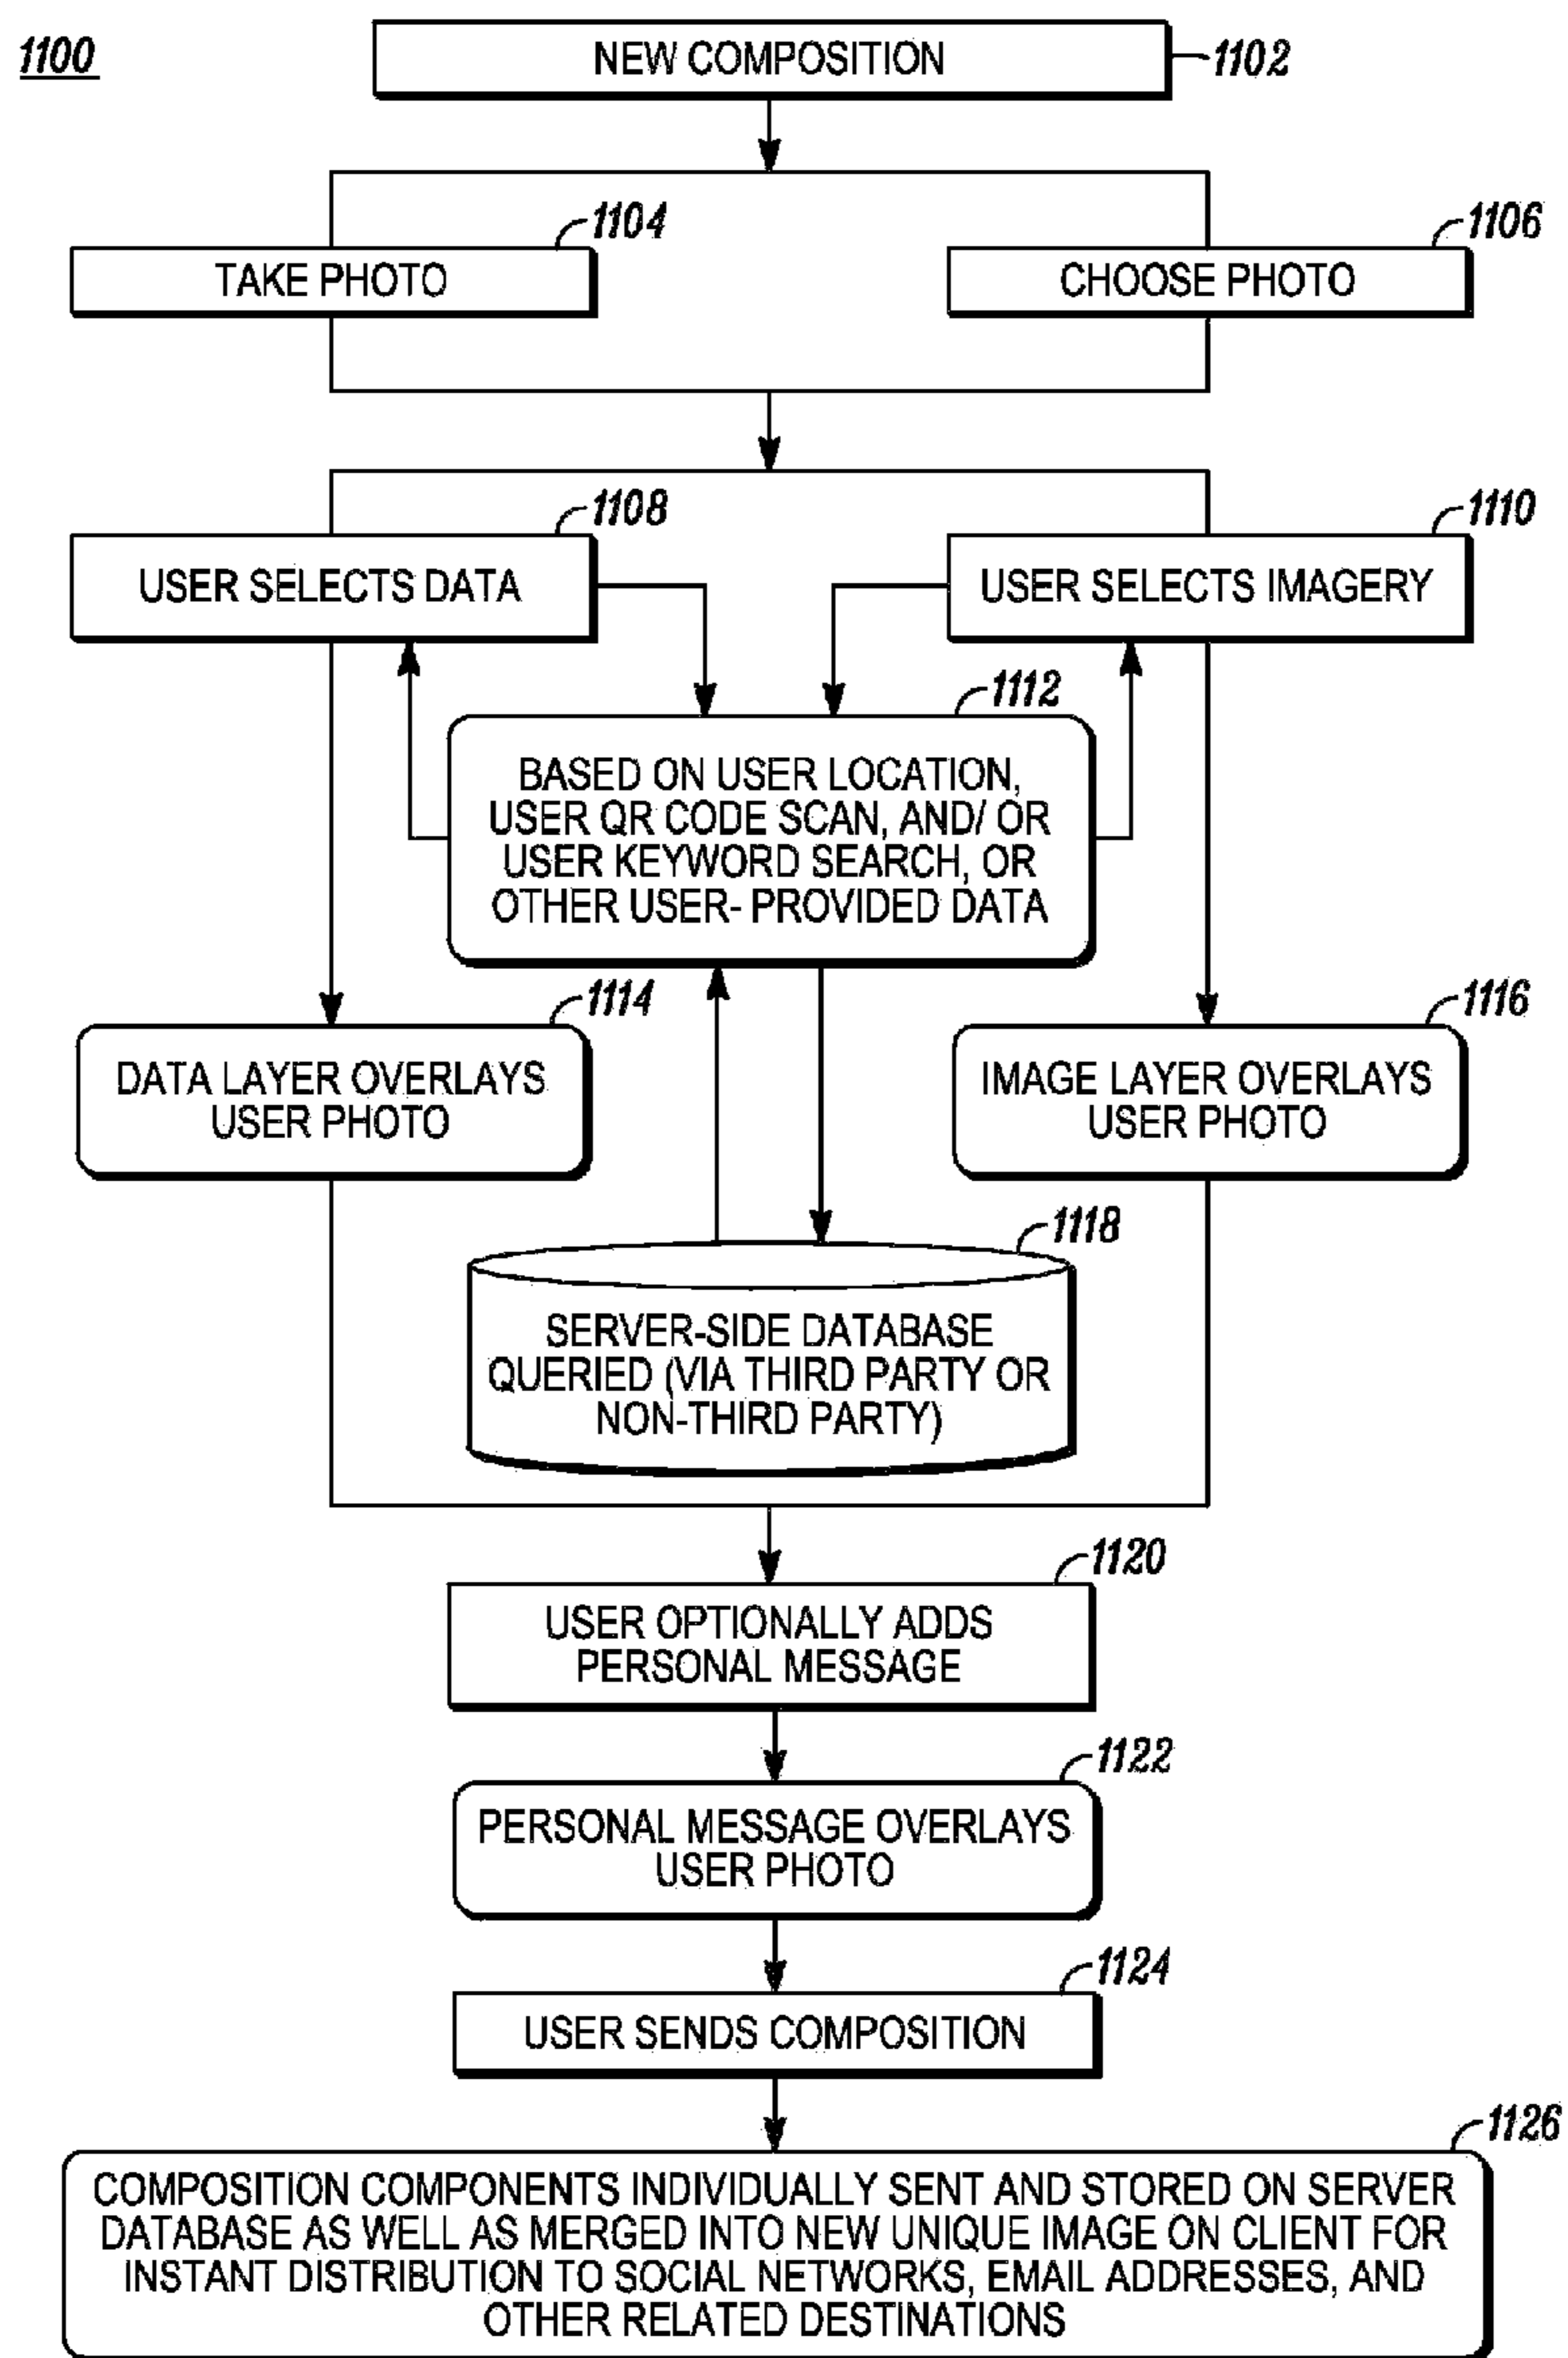 1100
NEW COMPOSITION
1102
1104
TAKE PHOTO
1106
CHOOSE PHOTO
1108
USER SELECTS DATA
1110
USER SELECTS IMAGERY
1112
BASED ON USER LOCATION,
USER QR CODE SCAN, AND/ OR
USER KEYWORD SEARCH, OR
OTHER USER- PROVIDED DATA
1114
DATA LAYER OVERLAYS
USER PHOTO
1116
IMAGE LAYER OVERLAYS
USER PHOTO
1118
SERVER-SIDE DATABASE
QUERIED (VIA THIRD PARTY OR
NON-THIRD PARTY)
1120
USER OPTIONALLY ADDS
PERSONAL MESSAGE
1122
PERSONAL MESSAGE OVERLAYS
USER PHOTO
1124
USER SENDS COMPOSITION
1126
COMPOSITION COMPONENTS INDIVIDUALLY SENT AND STORED ON SERVER
DATABASE AS WELL AS MERGED INTO NEW UNIQUE IMAGE ON CLIENT FOR
INSTANT DISTRIBUTION TO SOCIAL NETWORKS, EMAIL ADDRESSES, AND
OTHER RELATED DESTINATIONS